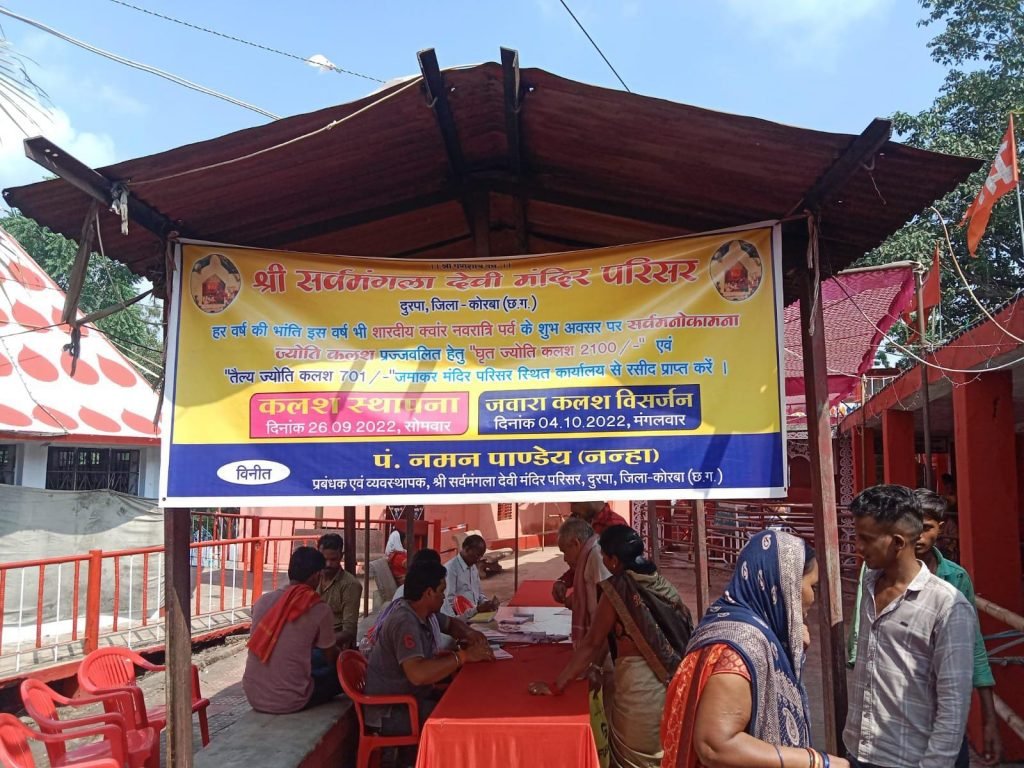 श्री सर्वमंगला देवी मंदिर परिसर
दुरपा, जिला - कोरबा (छ.ग.)
हर वर्ष की भांति इस वर्ष भी शारदीय क्वांर नवरात्रि पर्व के शुभ अवसर पर सर्वमनोकामना
ज्योति कलश प्रज्जवलित हेतु "घृत ज्योति कलश 2100/-" एवं
"तैल्य ज्योति कलश 701/-"जमाकर मंदिर परिसर स्थित कार्यालय से रसीद प्राप्त करें ।
कलश स्थापना
दिनांक 26.09.2022, सोमवार
जवारा कलश विसर्जन
दिनांक 04.10.2022, मंगलवार
विनीत
पं. नमन पाण्डेय (नन्हा)
प्रबंधक एवं व्यवस्थापक, श्री सर्वमंगला देवी मंदिर परिसर, दुरपा, जिला-कोरबा (छ.ग.)